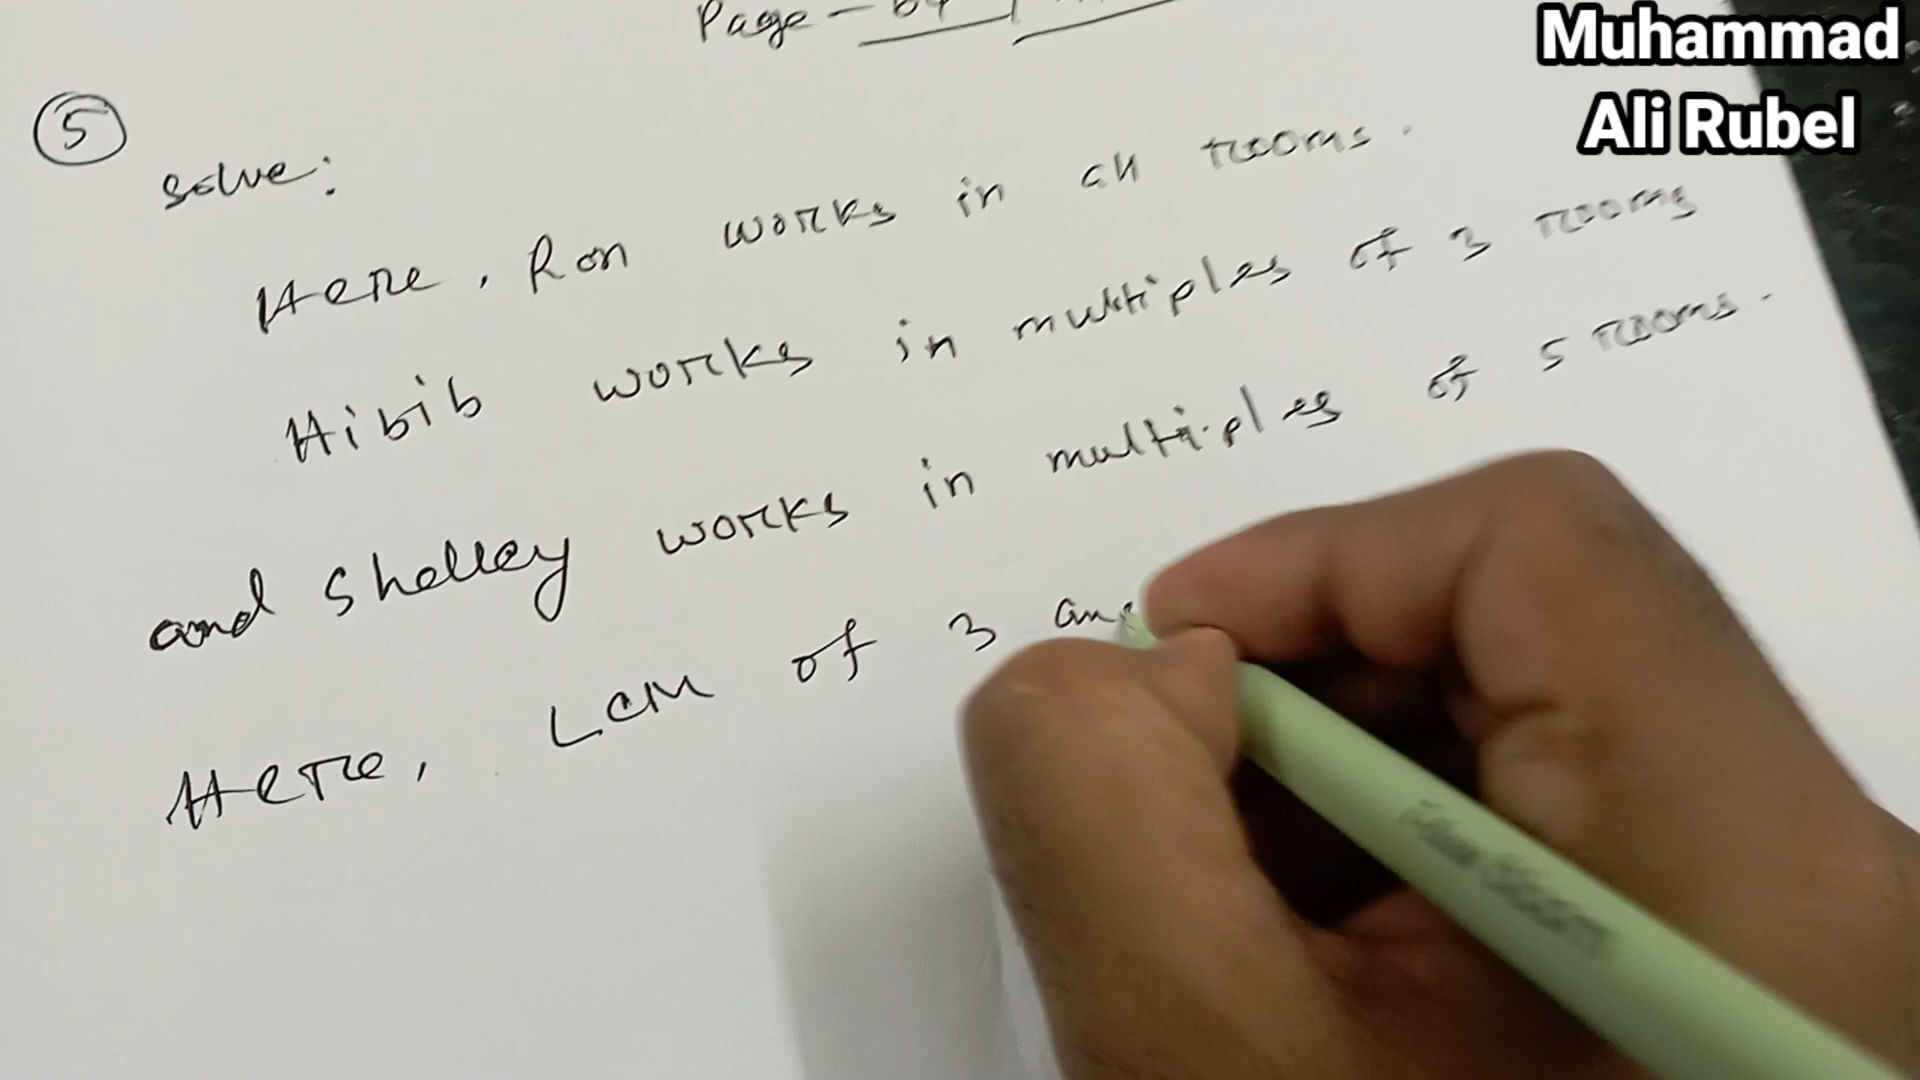 Page - 64
Muhammad
Ali Rubel
5
Solve:
Here, Ron works in all rooms.
Hibib works in multiples of 3 rooms
and Shelley works in multiples of 5 rooms.
Here, LCM of 3 an